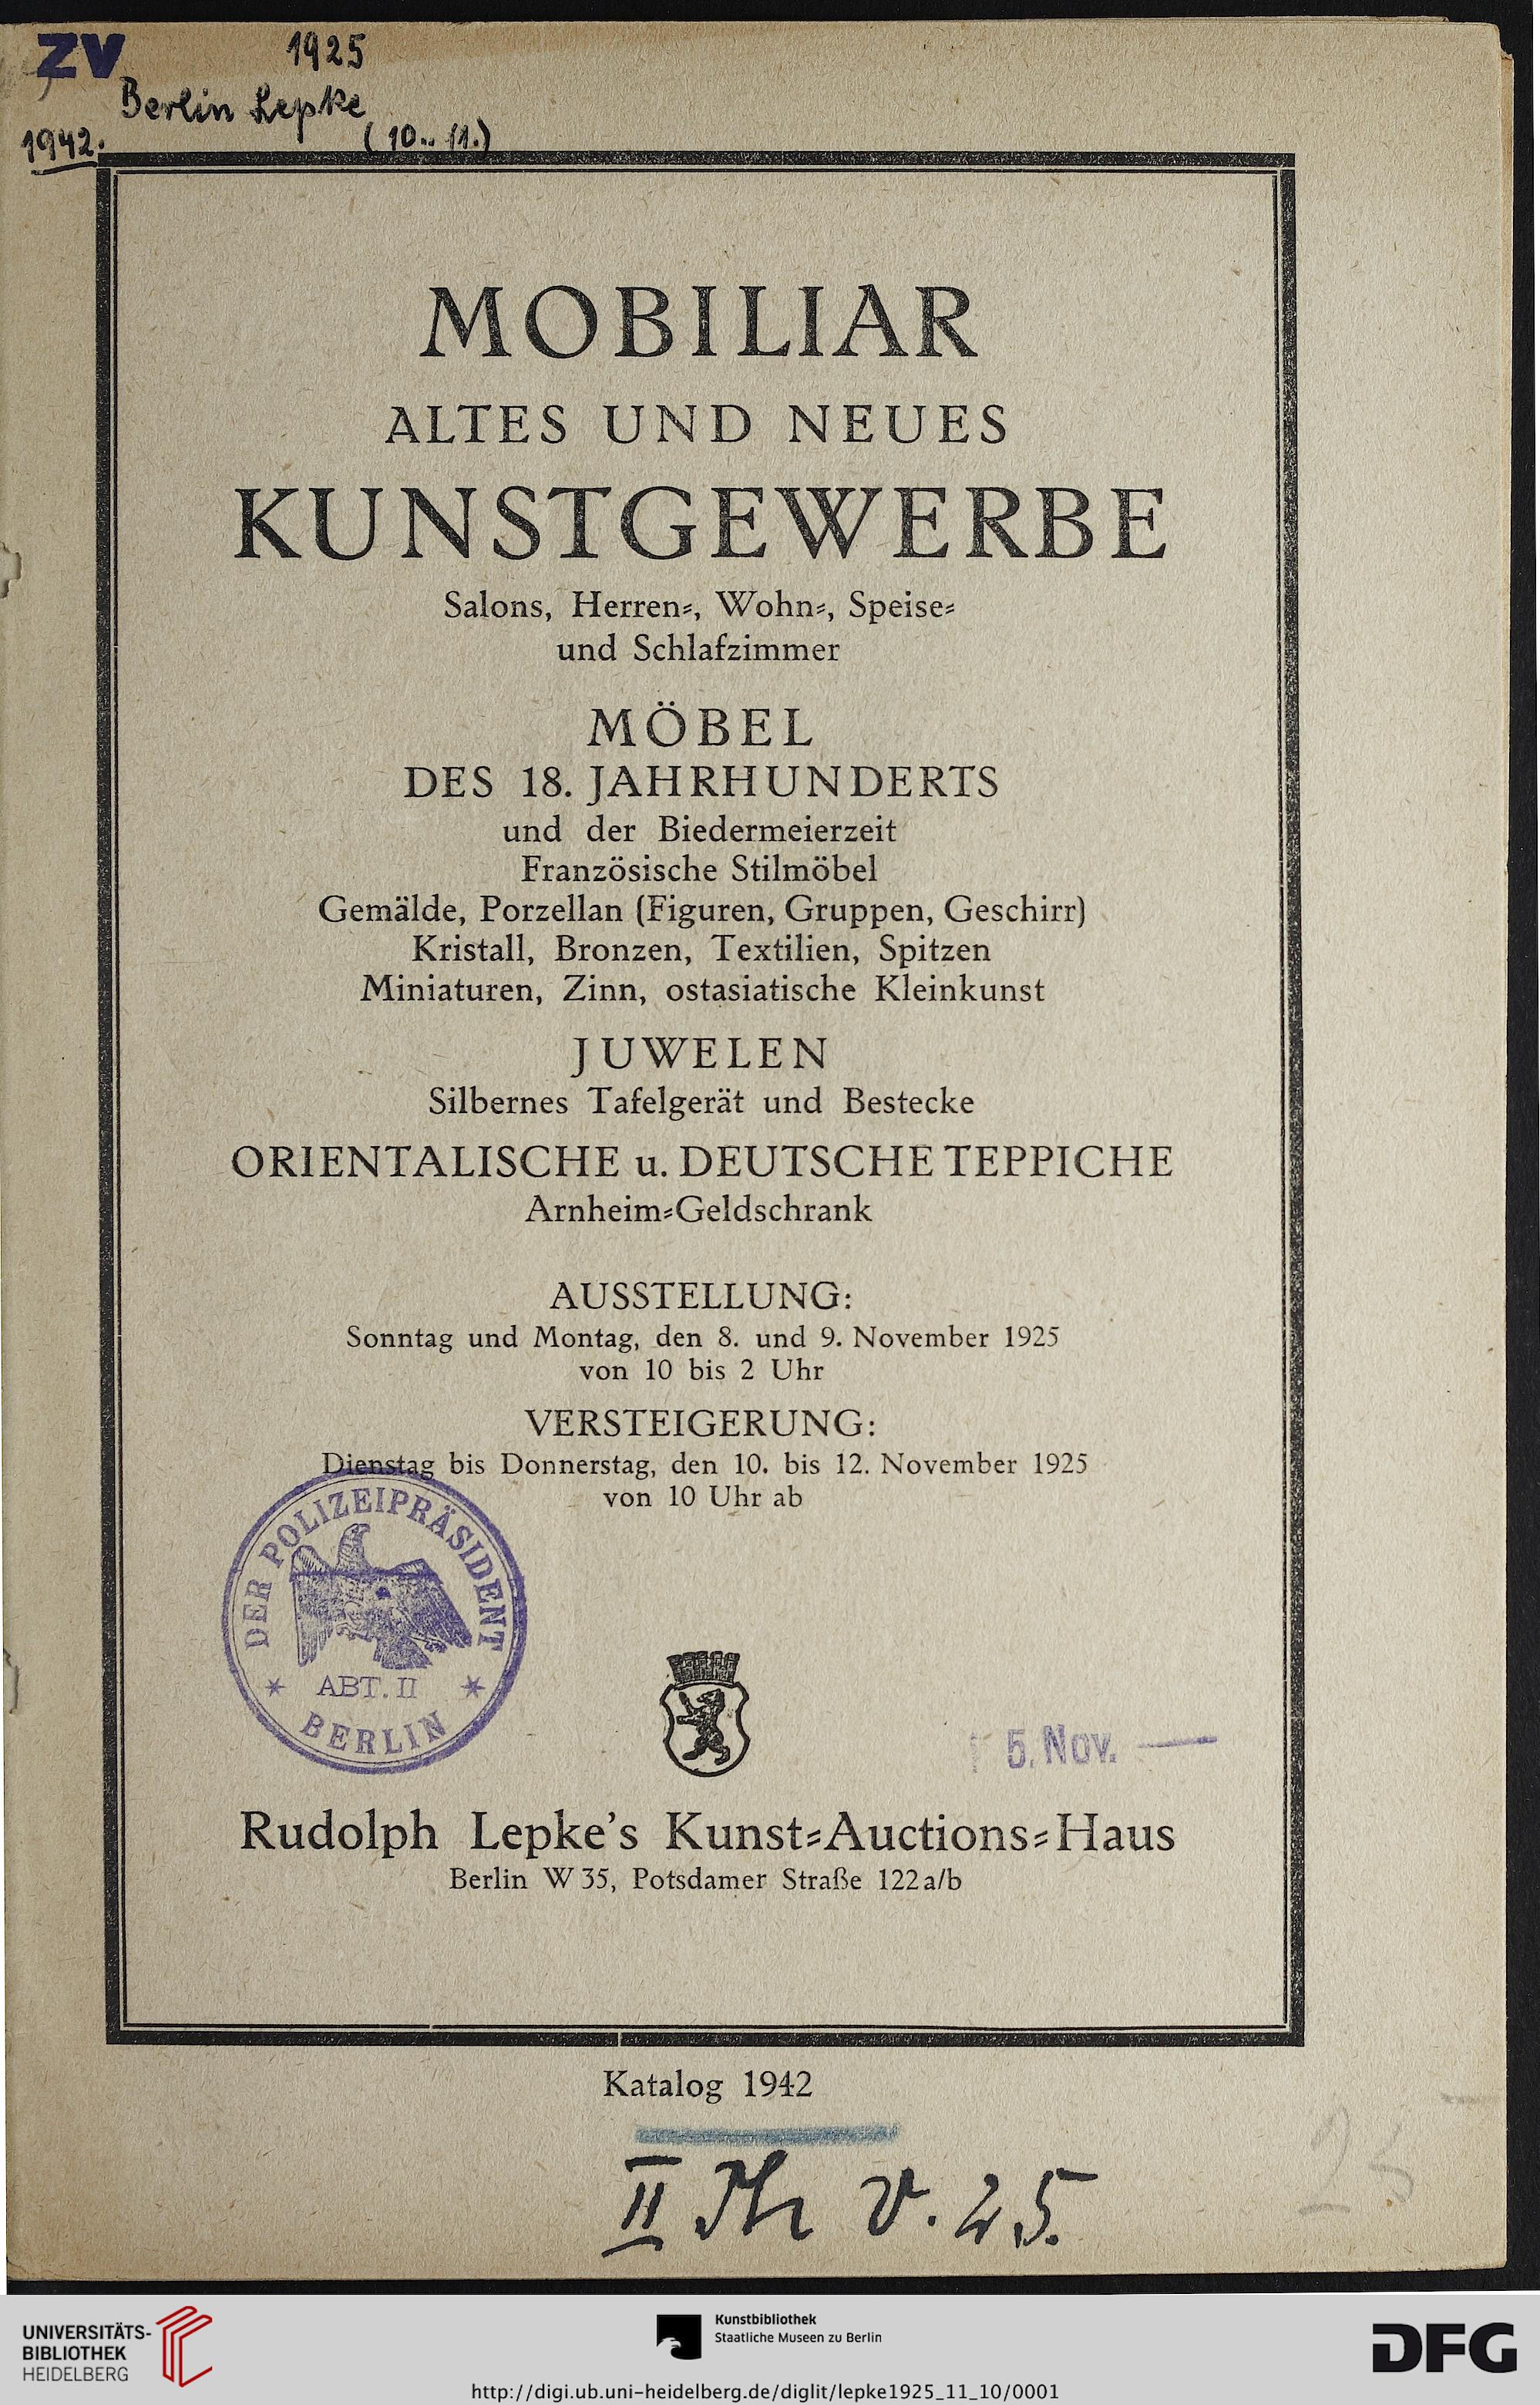 ZV
1925
Berlin Lepke
1942.
(10.. 11.)
MOBILIAR
ALTES UND NEUES
KUNSTGEWERBE
Salons, Herren⸗, Wohn⸗, Speise⸗
und Schlafzimmer
MÖBEL
DES 18. JAHRHUNDERTS
und der Biedermeierzeit
Französische Stilmöbel
Gemälde, Porzellan (Figuren, Gruppen, Geschirr)
Kristall, Bronzen, Textilien, Spitzen
Miniaturen, Zinn, ostasiatische Kleinkunst
JUWELEN
Silbernes Tafelgerät und Bestecke
ORIENTALISCHE u. DEUTSCHE TEPPICHE
Arnheim⸗Geldschrank
AUSSTELLUNG:
Sonntag und Montag, den 8. und 9. November 1925
von 10 bis 2 Uhr
VERSTEIGERUNG:
Dienstag bis Donnerstag, den 10. bis 12. November 1925
von 10 Uhr ab
DER POLIZEIPRÄSIDENT
* ABT. II *
BERLIN
5. Nov.
Rudolph Lepke's Kunst⸗Auctions⸗Haus
Berlin W 35, Potsdamer Straße 122 a/b
Katalog 1942
II v. 25.
25
UNIVERSITÄTS-
BIBLIOTHEK
HEIDELBERG
Kunstbibliothek
Staatliche Museen zu Berlin
DFG
http://digi.ub.uni-heidelberg.de/diglit/lepke1925_11_10/0001